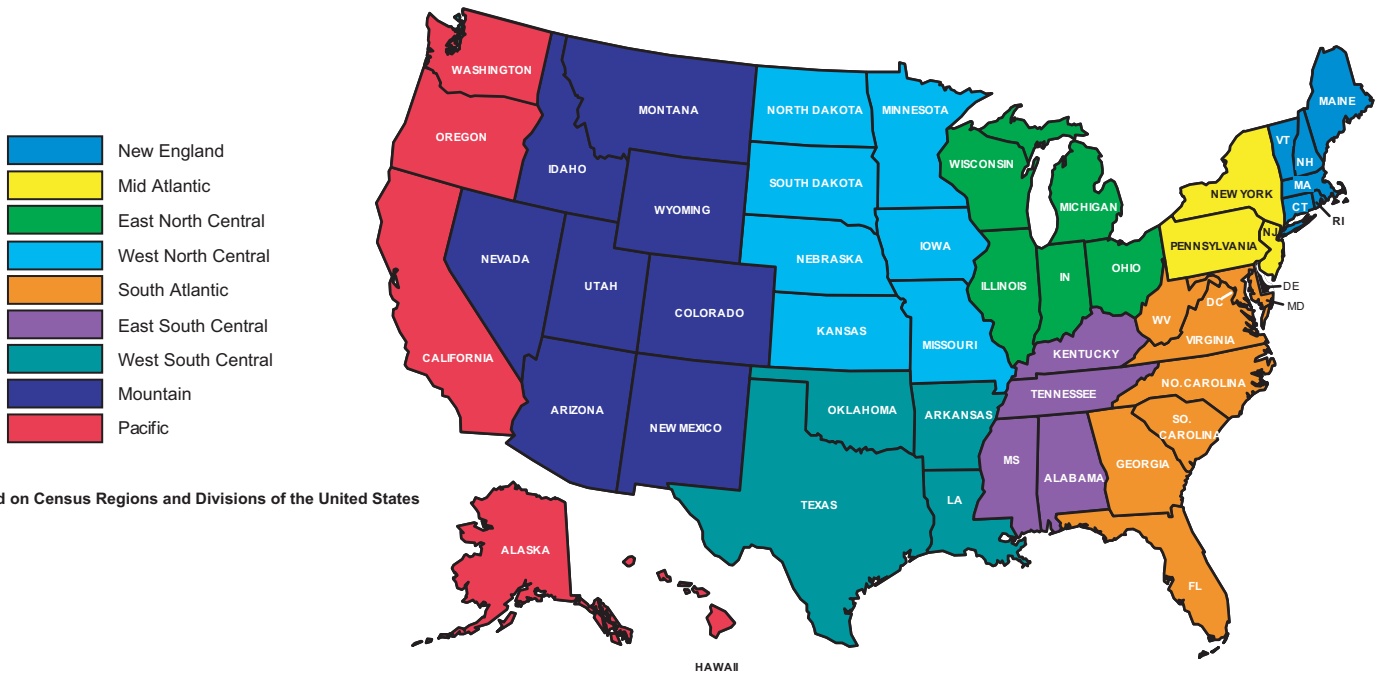 New England
Mid Atlantic
East North Central
West North Central
South Atlantic
East South Central
West South Central
Mountain
Pacific
on Census Regions and Divisions of the United States
WASHINGTON
OREGON
CALIFORNIA
NEVADA
IDAHO
MONTANA
WYOMING
UTAH
COLORADO
ARIZONA
NEW MEXICO
NORTH DAKOTA
SOUTH DAKOTA
NEBRASKA
KANSAS
MINNESOTA
IOWA
MISSOURI
OKLAHOMA
ARKANSAS
TEXAS
LA
WISCONSIN
MICHIGAN
ILLINOIS
IN
OHIO
KENTUCKY
TENNESSEE
MS
ALABAMA
NEW YORK
PENNSYLVANIA
NJ
MAINE
VT
NH
MA
CT
RI
DE
MD
DC
WV
VIRGINIA
NO. CAROLINA
SO.
CAROLINA
GEORGIA
FL
ALASKA
HAWAII